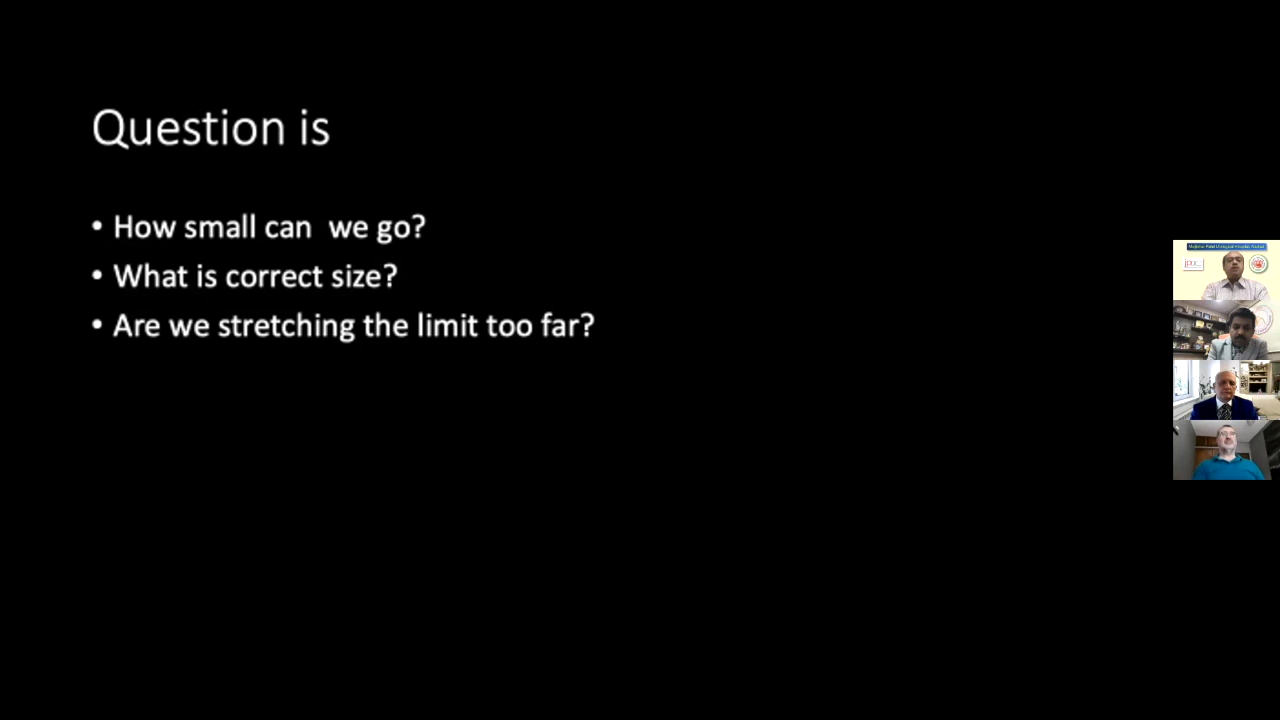 Question is
• How small can  we go?
• What is correct size?
• Are we stretching the limit too far?